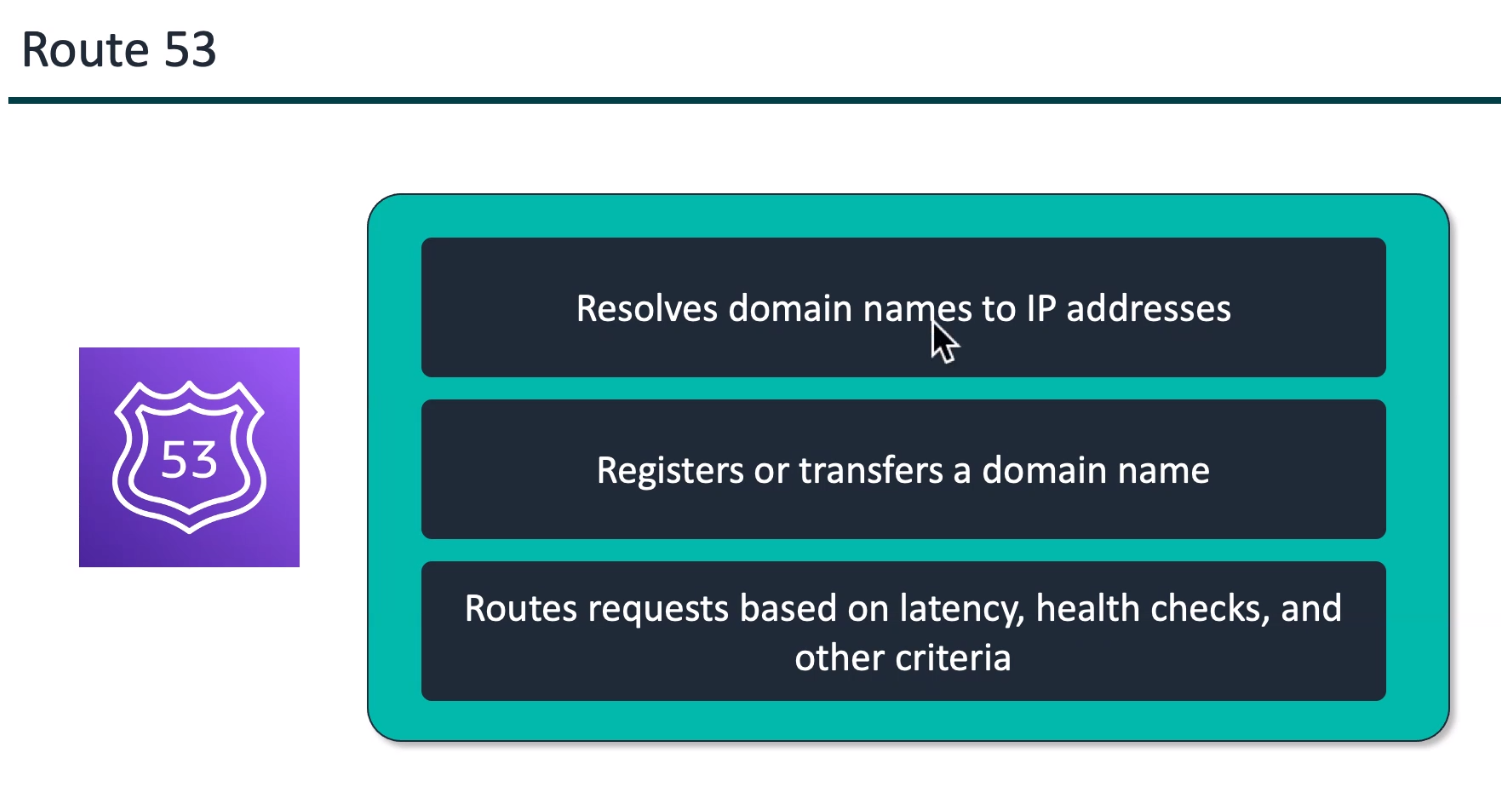 Route 53
Resolves domain names to IP addresses
53
Registers or transfers a domain name
Routes requests based on latency, health checks, and
other criteria